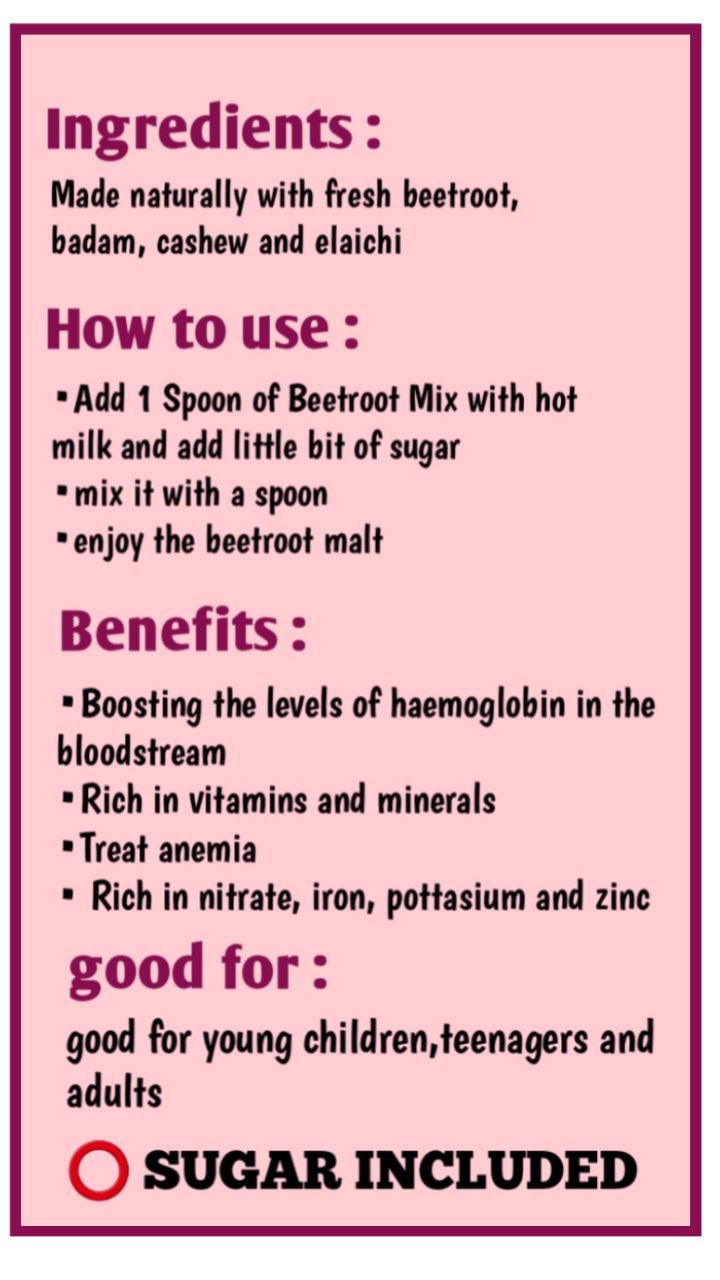 Ingredients :
Made naturally with fresh beetroot,
badam, cashew and elaichi
How to use :
▪Add 1 Spoon of Beetroot Mix with hot
milk and add little bit of sugar
▪mix it with a spoon
▪enjoy the beetroot malt
Benefits :
▪Boosting the levels of haemoglobin in the
bloodstream
▪Rich in vitamins and minerals
▪Treat anemia
▪ Rich in nitrate, iron, pottasium and zinc
good for :
good for young children,teenagers and
adults
⭕ SUGAR INCLUDED